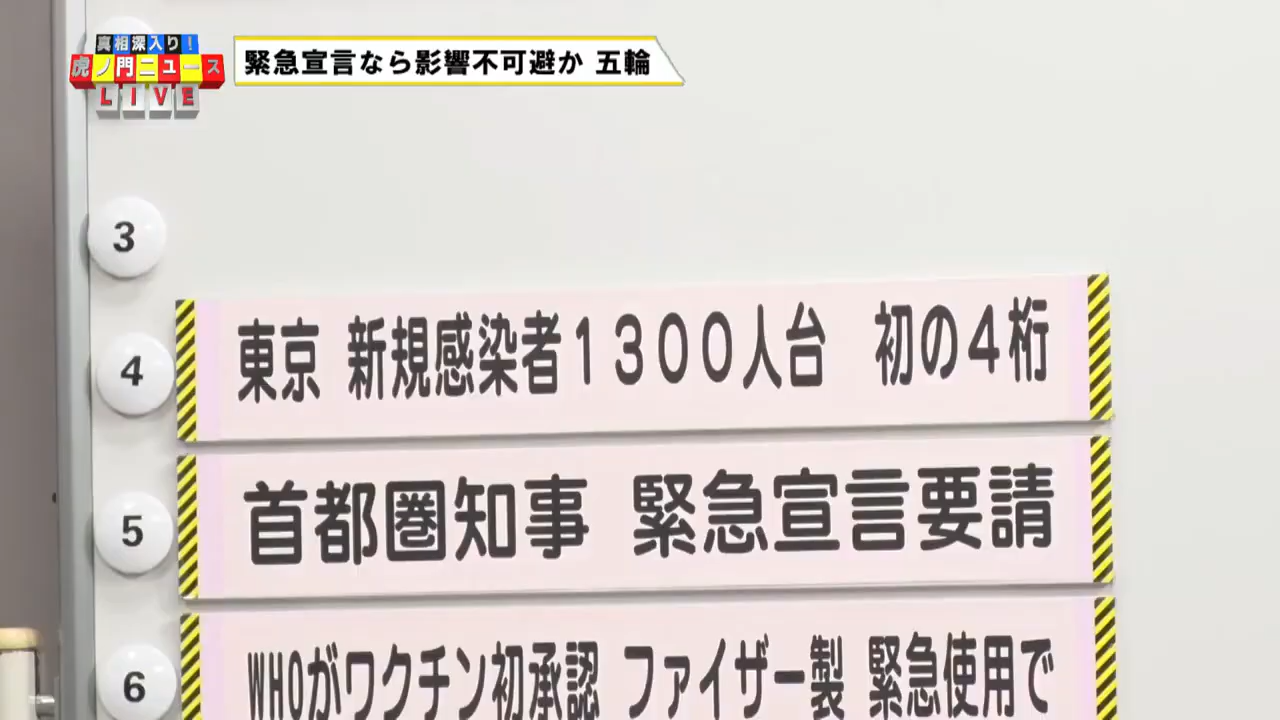 真相深入り!
虎ノ門ニュース
LIVE
緊急宣言なら影響不可避か 五輪
3
4
東京 新規感染者1300人台 初の4桁
5
首都圏知事 緊急宣言要請
6
WHOがワクチン初承認 ファイザー製 緊急使用で